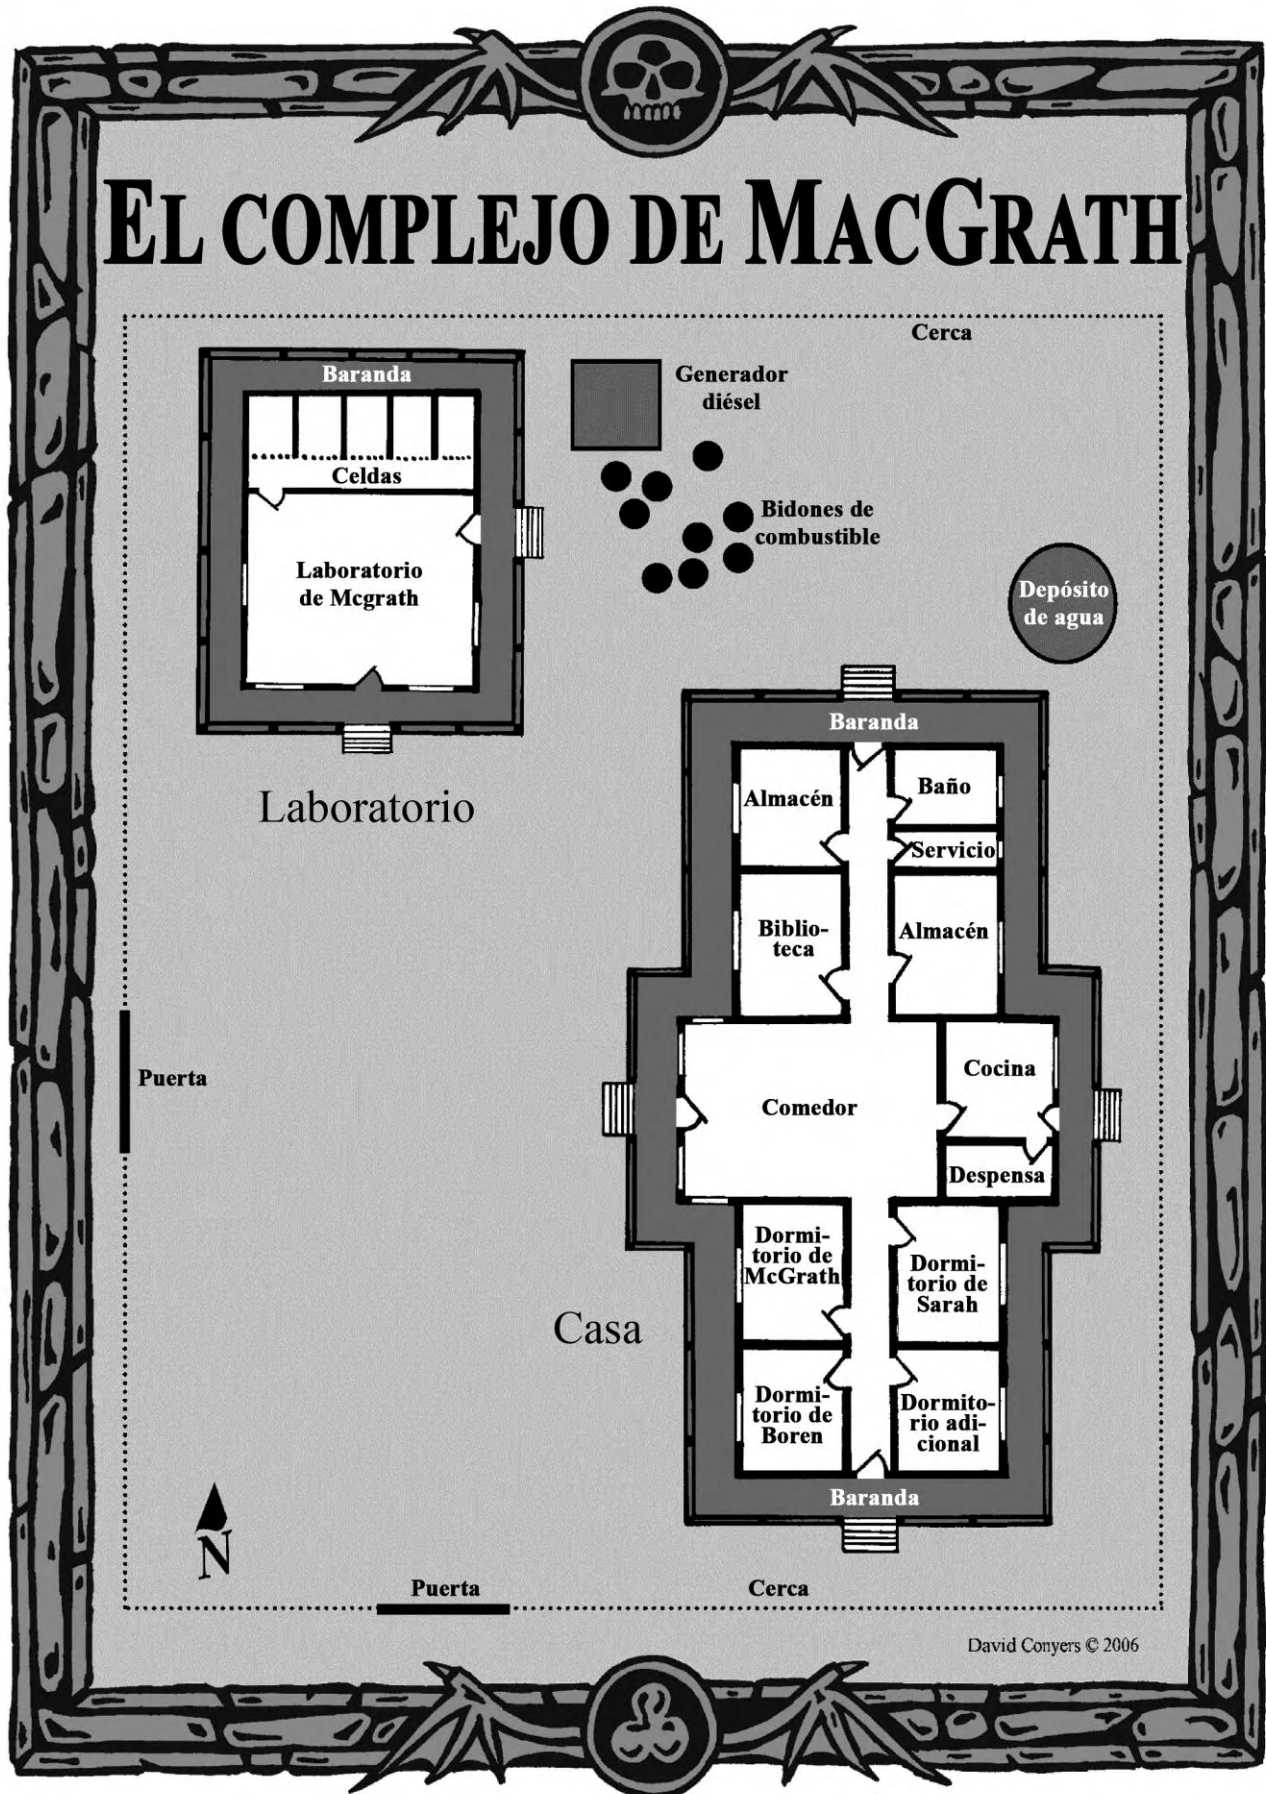 EL COMPLEJO DE MACGRATH
Cerca
Baranda
Generador
diésel
Celdas
Bidones de
combustible
Laboratorio
de Mcgrath
Depósito
de agua
Laboratorio
Baranda
Almacén
Baño
Servicio
Biblio-
teca
Almacén
Puerta
Comedor
Cocina
Despensa
Dormi-
torio de
McGrath
Dormi-
torio de
Sarah
Casa
Dormi-
torio de
Boren
Dormito-
rio adi-
cional
Baranda
N
Puerta
Cerca
David Conyers © 2006